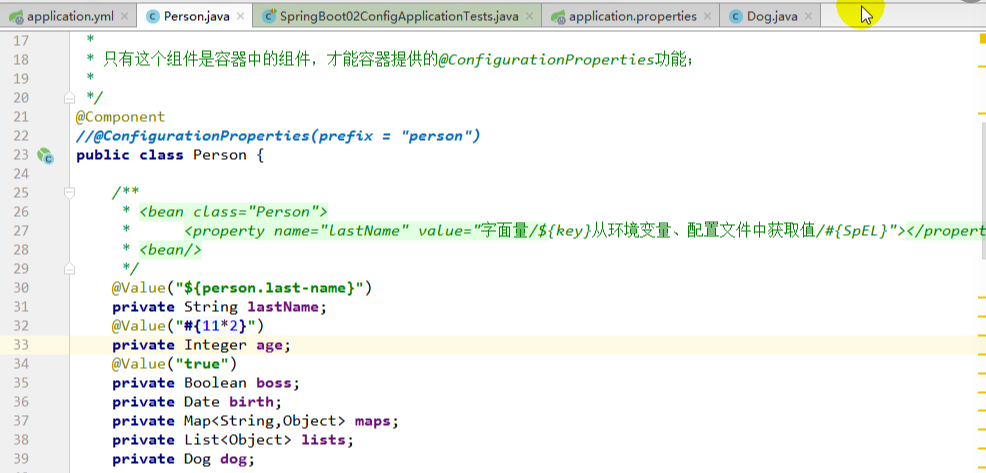 application.yml Person.java SpringBoot02ConfigApplicationTests.java application.properties Dog.java
17 *
18 * 只有这个组件是容器中的组件，才能容器提供的@ConfigurationProperties功能；
19 *
20 */
21 @Component
22 //@ConfigurationProperties(prefix = "person")
23 public class Person {
24
25 /**
26 * <bean class="Person">
27 * <property name="lastName" value="字面量/${key}从环境变量、配置文件中获取值/#{SpEL}"></propert
28 * <bean/>
29 */
30 @Value("${person.last-name}")
31 private String lastName;
32 @Value("#{11*2}")
33 private Integer age;
34 @Value("true")
35 private Boolean boss;
36 private Date birth;
37 private Map<String,Object> maps;
38 private List<Object> lists;
39 private Dog dog;